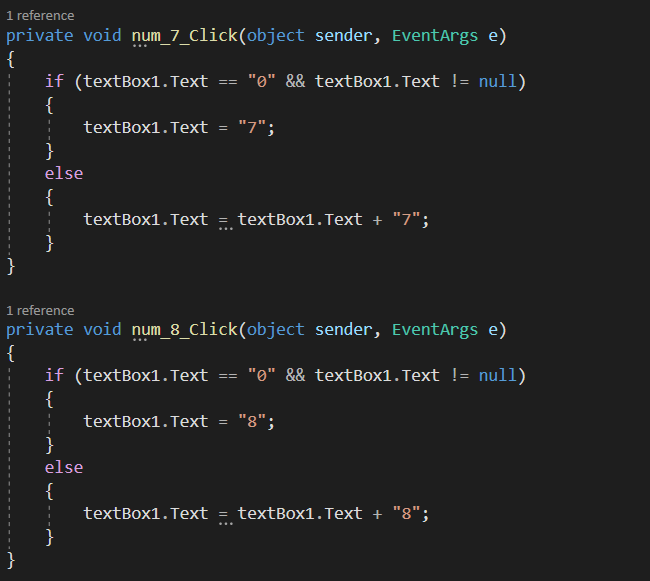 1 reference
private void num_7_Click(object sender, EventArgs e)
{
    if (textBox1.Text == "0" && textBox1.Text != null)
    {
        textBox1.Text = "7";
    }
    else
    {
        textBox1.Text = textBox1.Text + "7";
    }
}
1 reference
private void num_8_Click(object sender, EventArgs e)
{
    if (textBox1.Text == "0" && textBox1.Text != null)
    {
        textBox1.Text = "8";
    }
    else
    {
        textBox1.Text = textBox1.Text + "8";
    }
}